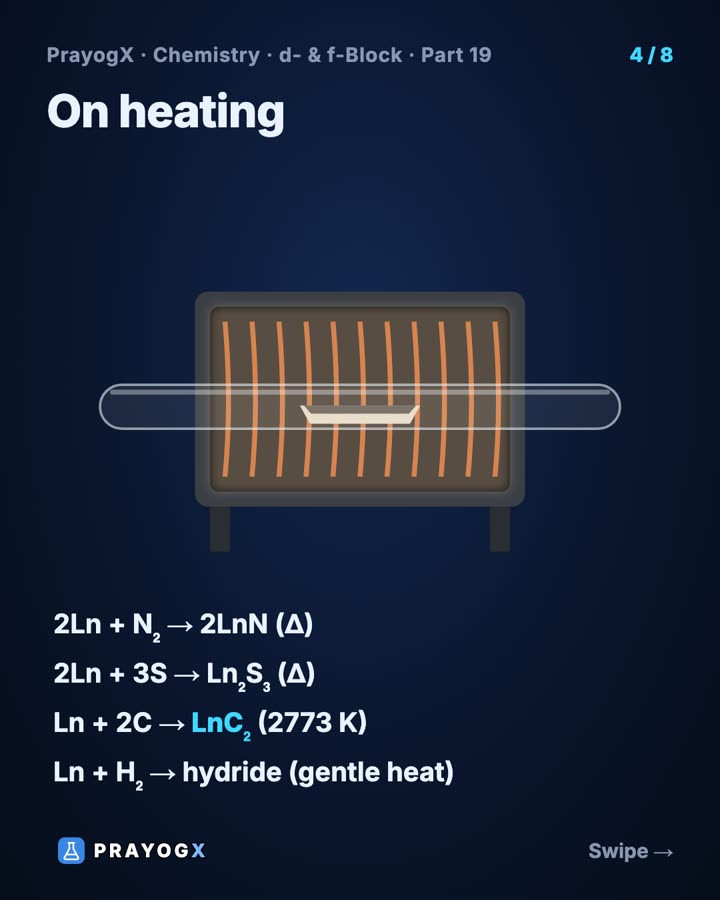 PrayogX · Chemistry · d- & f-Block · Part 19
4 / 8
On heating
2Ln + N₂ → 2LnN (Δ)
2Ln + 3S → Ln₂S₃ (Δ)
Ln + 2C → LnC₂ (2773 K)
Ln + H₂ → hydride (gentle heat)
PRAYOGX
Swipe →